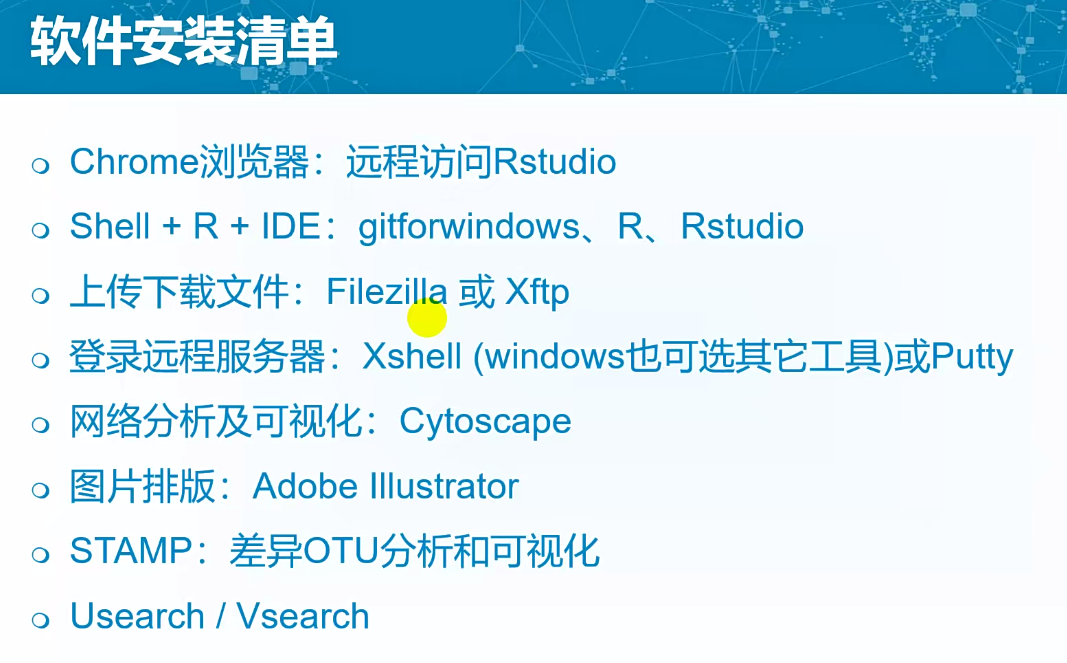 软件安装清单
Chrome浏览器：远程访问Rstudio
Shell + R + IDE：gitforwindows、R、Rstudio
上传下载文件：Filezilla 或 Xftp
登录远程服务器：Xshell (windows也可选其它工具)或Putty
网络分析及可视化：Cytoscape
图片排版：Adobe Illustrator
STAMP：差异OTU分析和可视化
Usearch / Vsearch